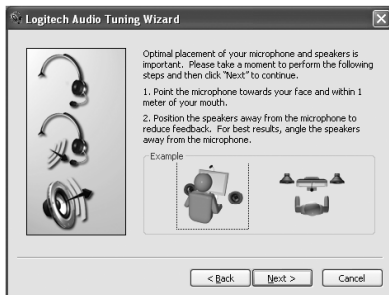 Logitech Audio Tuning Wizard
Optimal placement of your microphone and speakers is
important. Please take a moment to perform the following
steps and then click "Next" to continue.
1. Point the microphone towards your face and within 1
meter of your mouth.
2. Position the speakers away from the microphone to
reduce feedback. For best results, angle the speakers
away from the microphone.
Example
< Back
Next >
Cancel